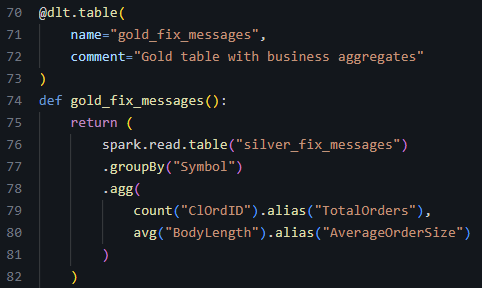 70 @dlt.table(
71     name="gold_fix_messages",
72     comment="Gold table with business aggregates"
73 )
74 def gold_fix_messages():
75     return (
76         spark.read.table("silver_fix_messages")
77         .groupBy("Symbol")
78         .agg(
79             count("ClOrdID").alias("TotalOrders"),
80             avg("BodyLength").alias("AverageOrderSize")
81         )
82     )